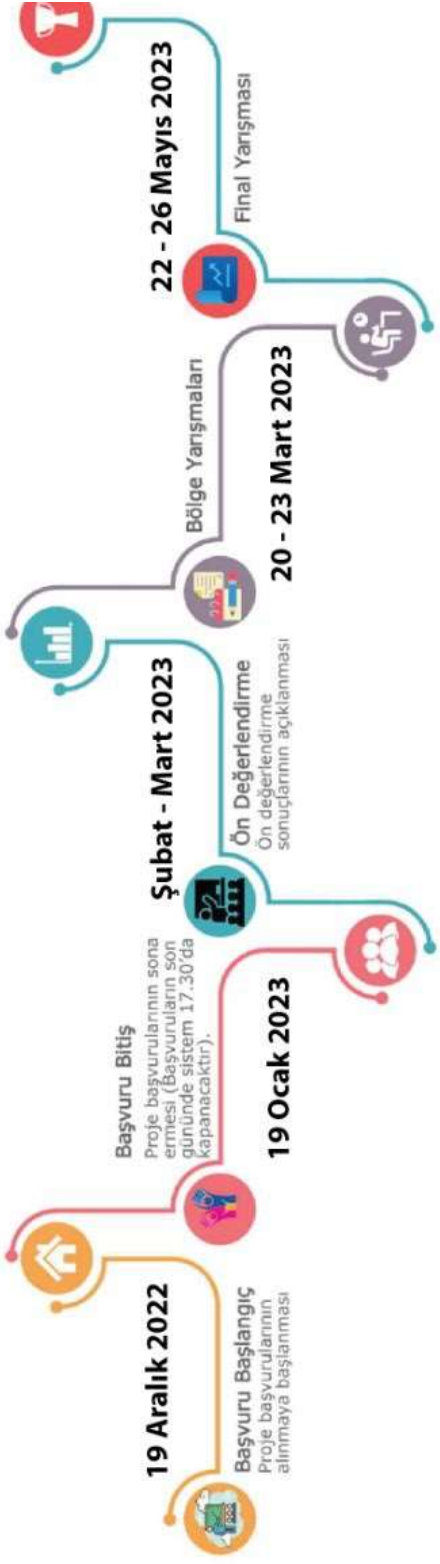 19 Aralık 2022
Başvuru Başlangıç
Proje başvurularının
alınmaya başlanması
Başvuru Bitiş
Proje başvurularının sona
ermesi (Başvuruların son
gününde sistem 17.30'da
kapanacaktır).
19 Ocak 2023
Şubat - Mart 2023
Ön Değerlendirme
Ön değerlendirme
sonuçlarının açıklanması
Bölge Yarışmaları
20 - 23 Mart 2023
22 - 26 Mayıs 2023
Final Yarışması